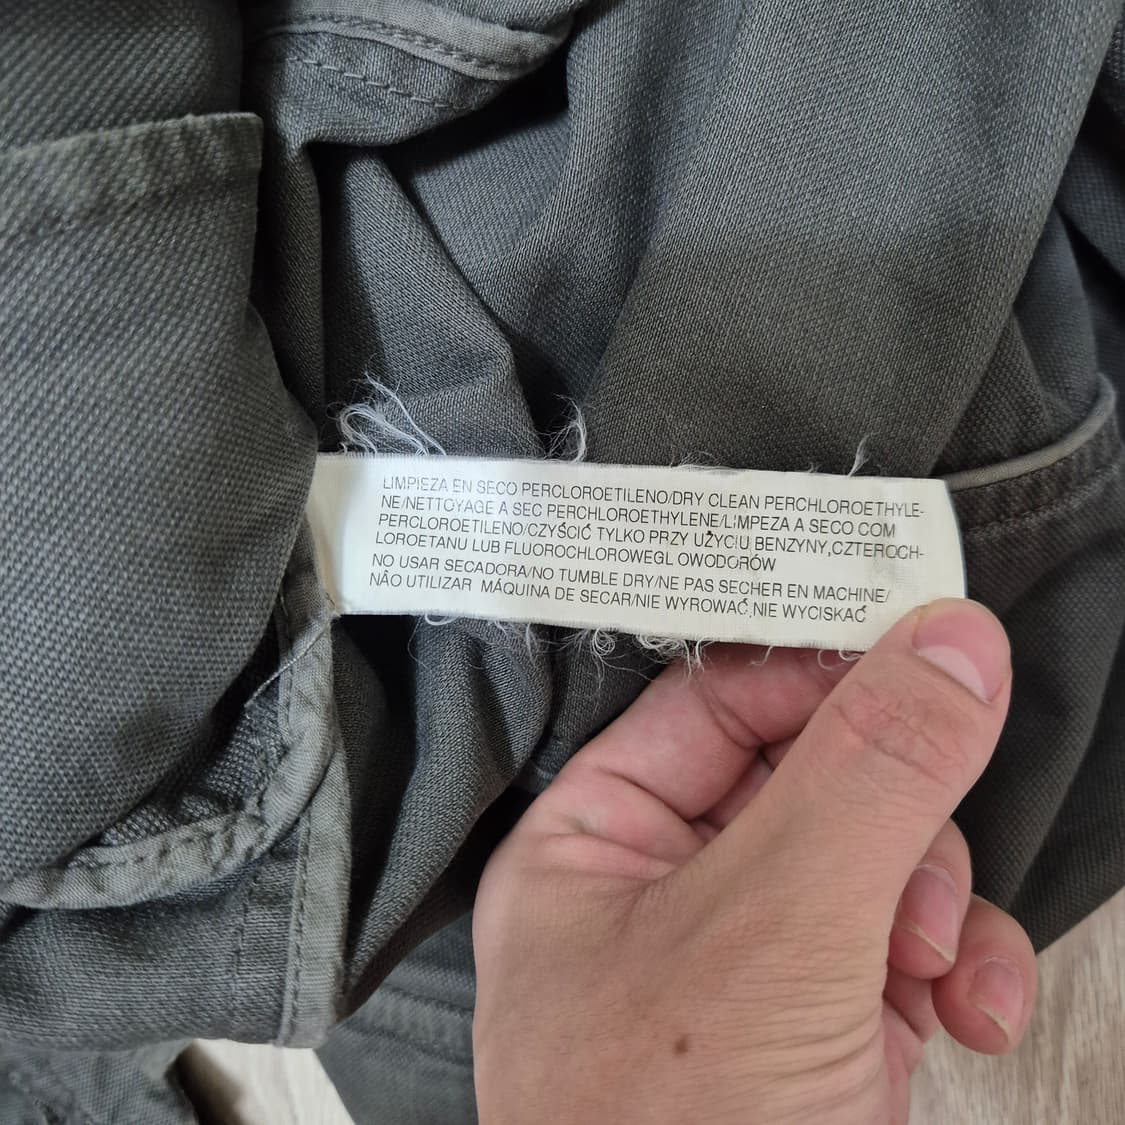 LIMPIEZA EN SECO PERCLOROETILENO/DRY CLEAN PERCHLOROETHYLE-
NE/NETTOYAGE A SEC PERCHLOROETHYLENE/LIMPEZA A SECO COM
PERCLOROETILENO/CZYŚCIĆ TYLKO PRZY UŻYCIU BENZYNY,CZTEROCH-
LOROETANU LUB FLUOROCHLOROWEGL OWODORÓW
NO USAR SECADORA/NO TUMBLE DRY/NE PAS SECHER EN MACHINE/
NÂO UTILIZAR MÁQUINA DE SECAR/NIE WYROWAĆ,NIE WYCISKAĆ